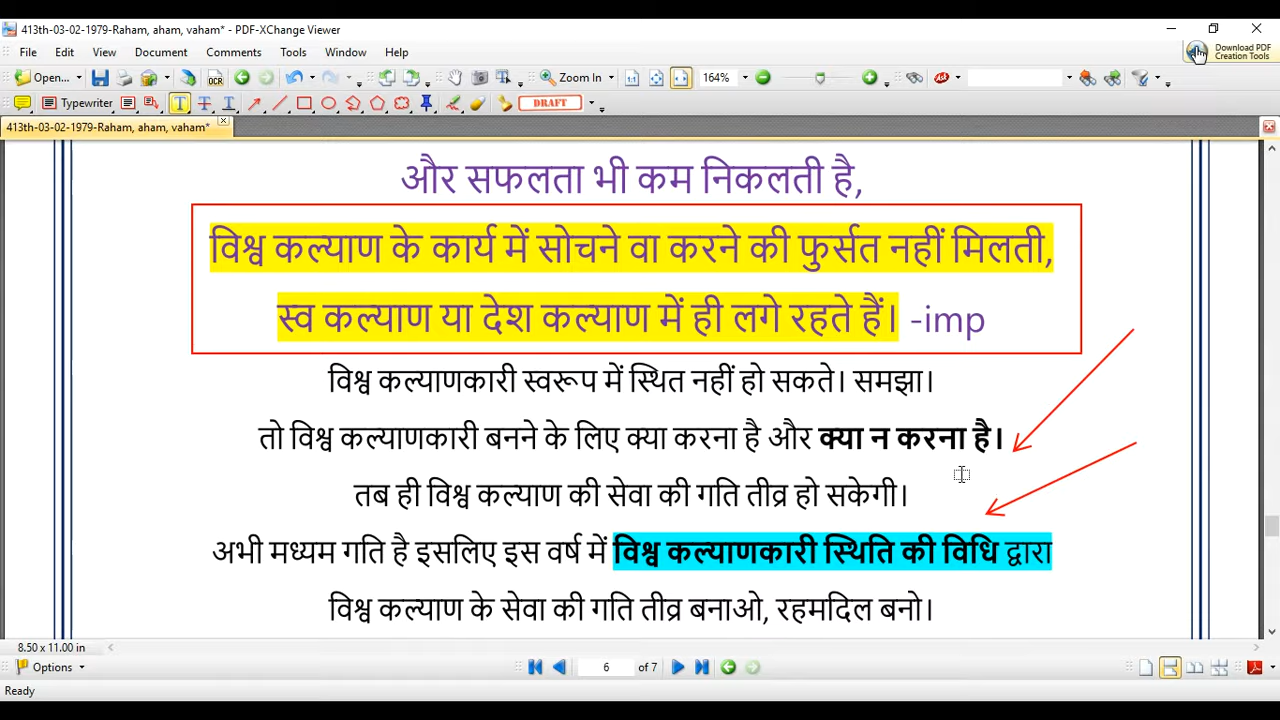 413th-03-02-1979-Raham, aham, vaham* - PDF-XChange Viewer
File Edit View Document Comments Tools Window Help
Download PDF
Creation Tools
Open... OCR Zoom In 164%
Typewriter DRAFT
413th-03-02-1979-Raham, aham, vaham*
और सफलता भी कम निकलती है,
विश्व कल्याण के कार्य में सोचने वा करने की फुर्सत नहीं मिलती,
स्व कल्याण या देश कल्याण में ही लगे रहते हैं। -imp
विश्व कल्याणकारी स्वरूप में स्थित नहीं हो सकते। समझा।
तो विश्व कल्याणकारी बनने के लिए क्या करना है और क्या न करना है।
तब ही विश्व कल्याण की सेवा की गति तीव्र हो सकेगी।
अभी मध्यम गति है इसलिए इस वर्ष में विश्व कल्याणकारी स्थिति की विधि द्वारा
विश्व कल्याण के सेवा की गति तीव्र बनाओ, रहमदिल बनो।
8.50 x 11.00 in
Options 6 of 7
Ready